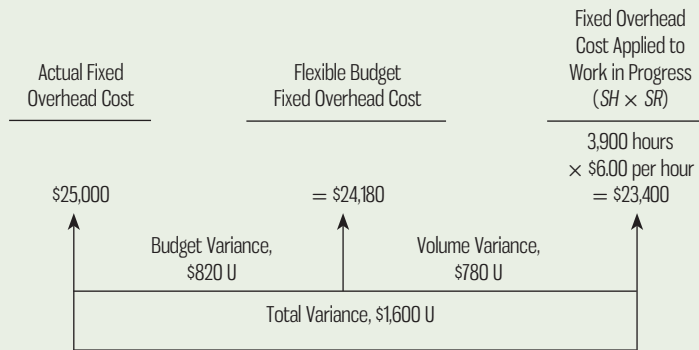 Fixed Overhead
Cost Applied to
Work in Progress
(SH × SR)
Actual Fixed
Overhead Cost
Flexible Budget
Fixed Overhead Cost
3,900 hours
× $6.00 per hour
$25,000
= $24,180
= $23,400
Budget Variance,
$820 U
Volume Variance,
$780 U
Total Variance, $1,600 U